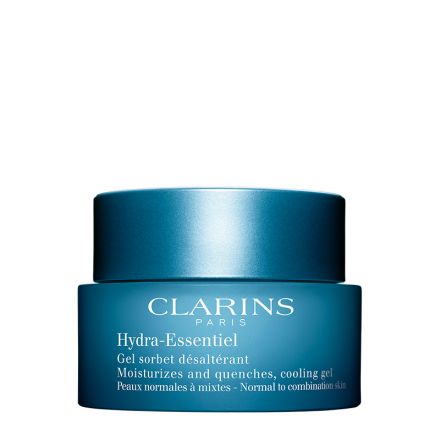 CLARINS
PARIS
Hydra-Essentiel
Gel sorbet désaltérant
Moisturizes and quenches, cooling gel
Peaux normales à mixtes - Normal to combination skin